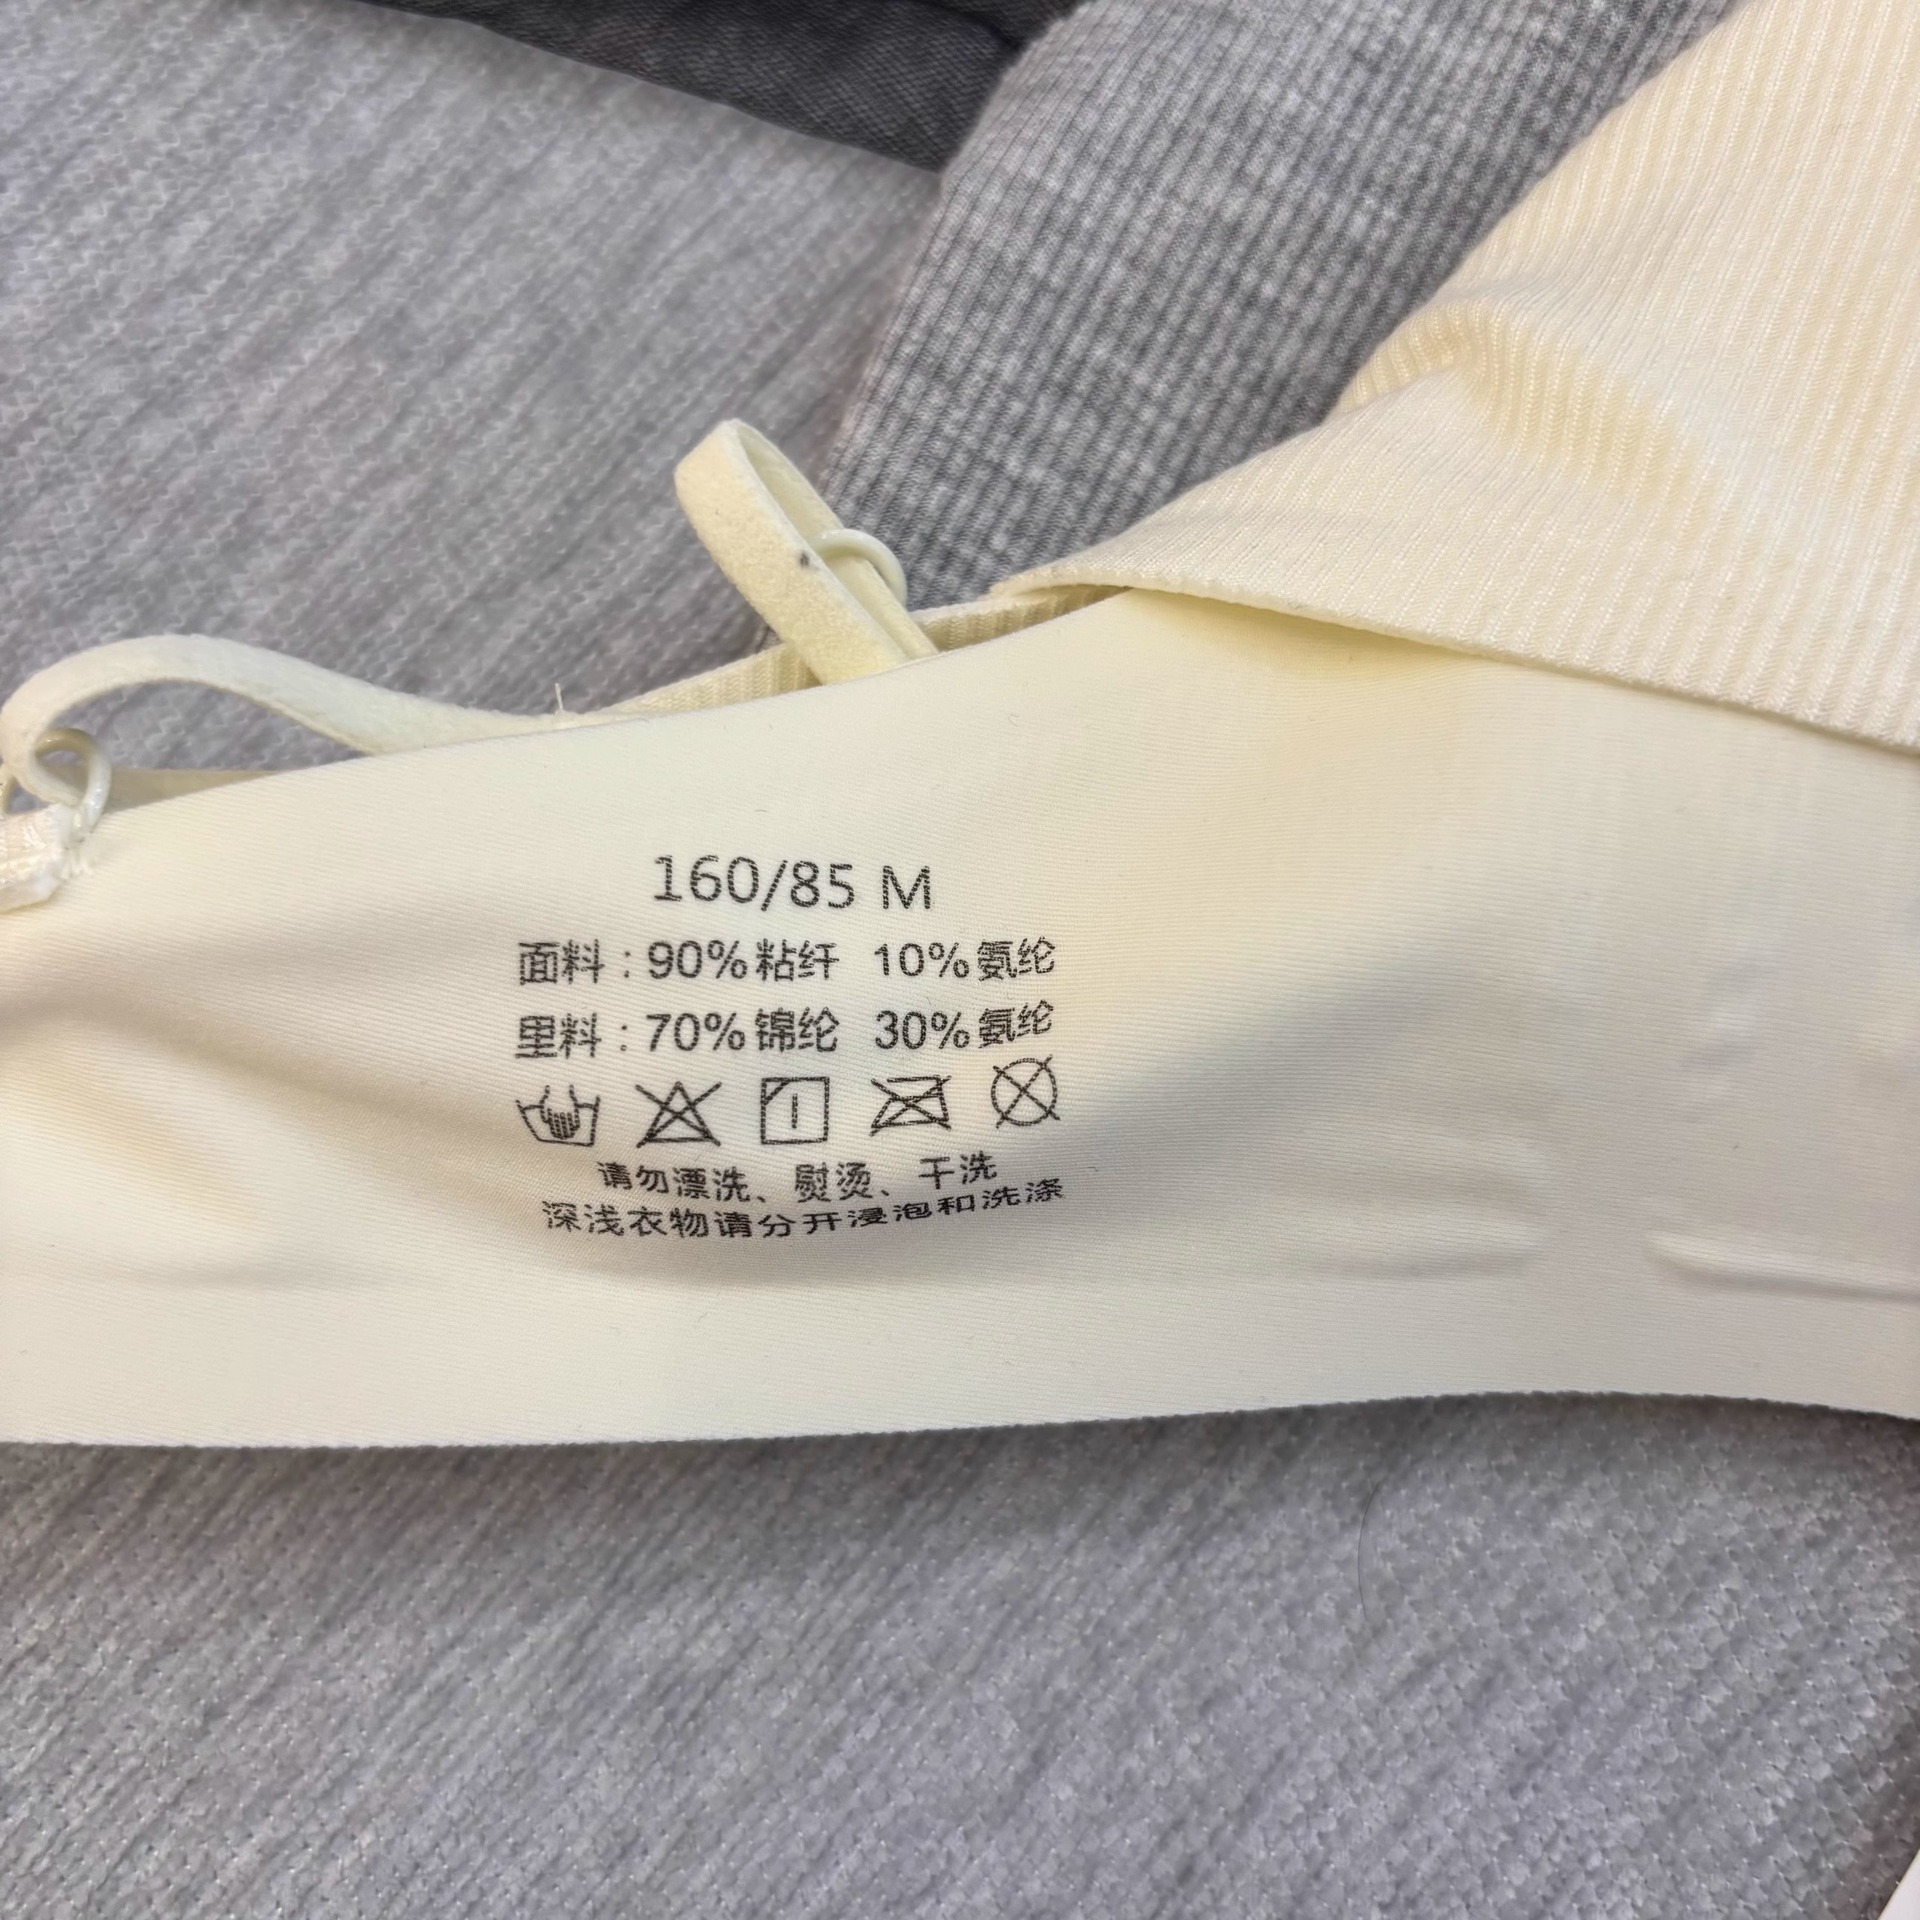 160/85 M
面料：90%粘纤 10%氨纶
里料：70%锦纶 30%氨纶
请勿漂洗、熨烫、干洗
深浅衣物请分开浸泡和洗涤